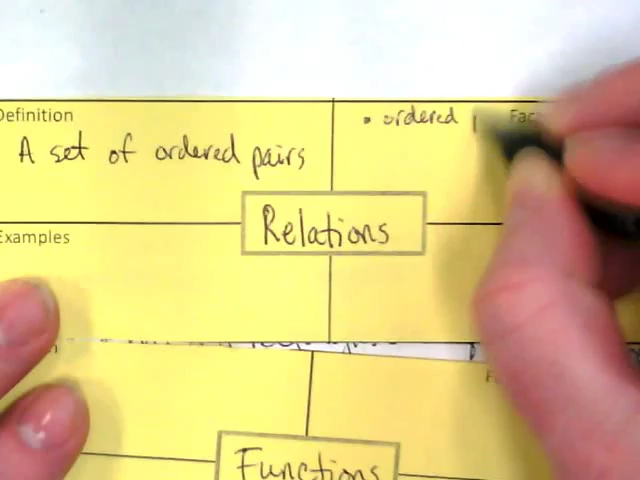 Definition
A set of ordered pairs
• ordered
Relations
Examples
Functions